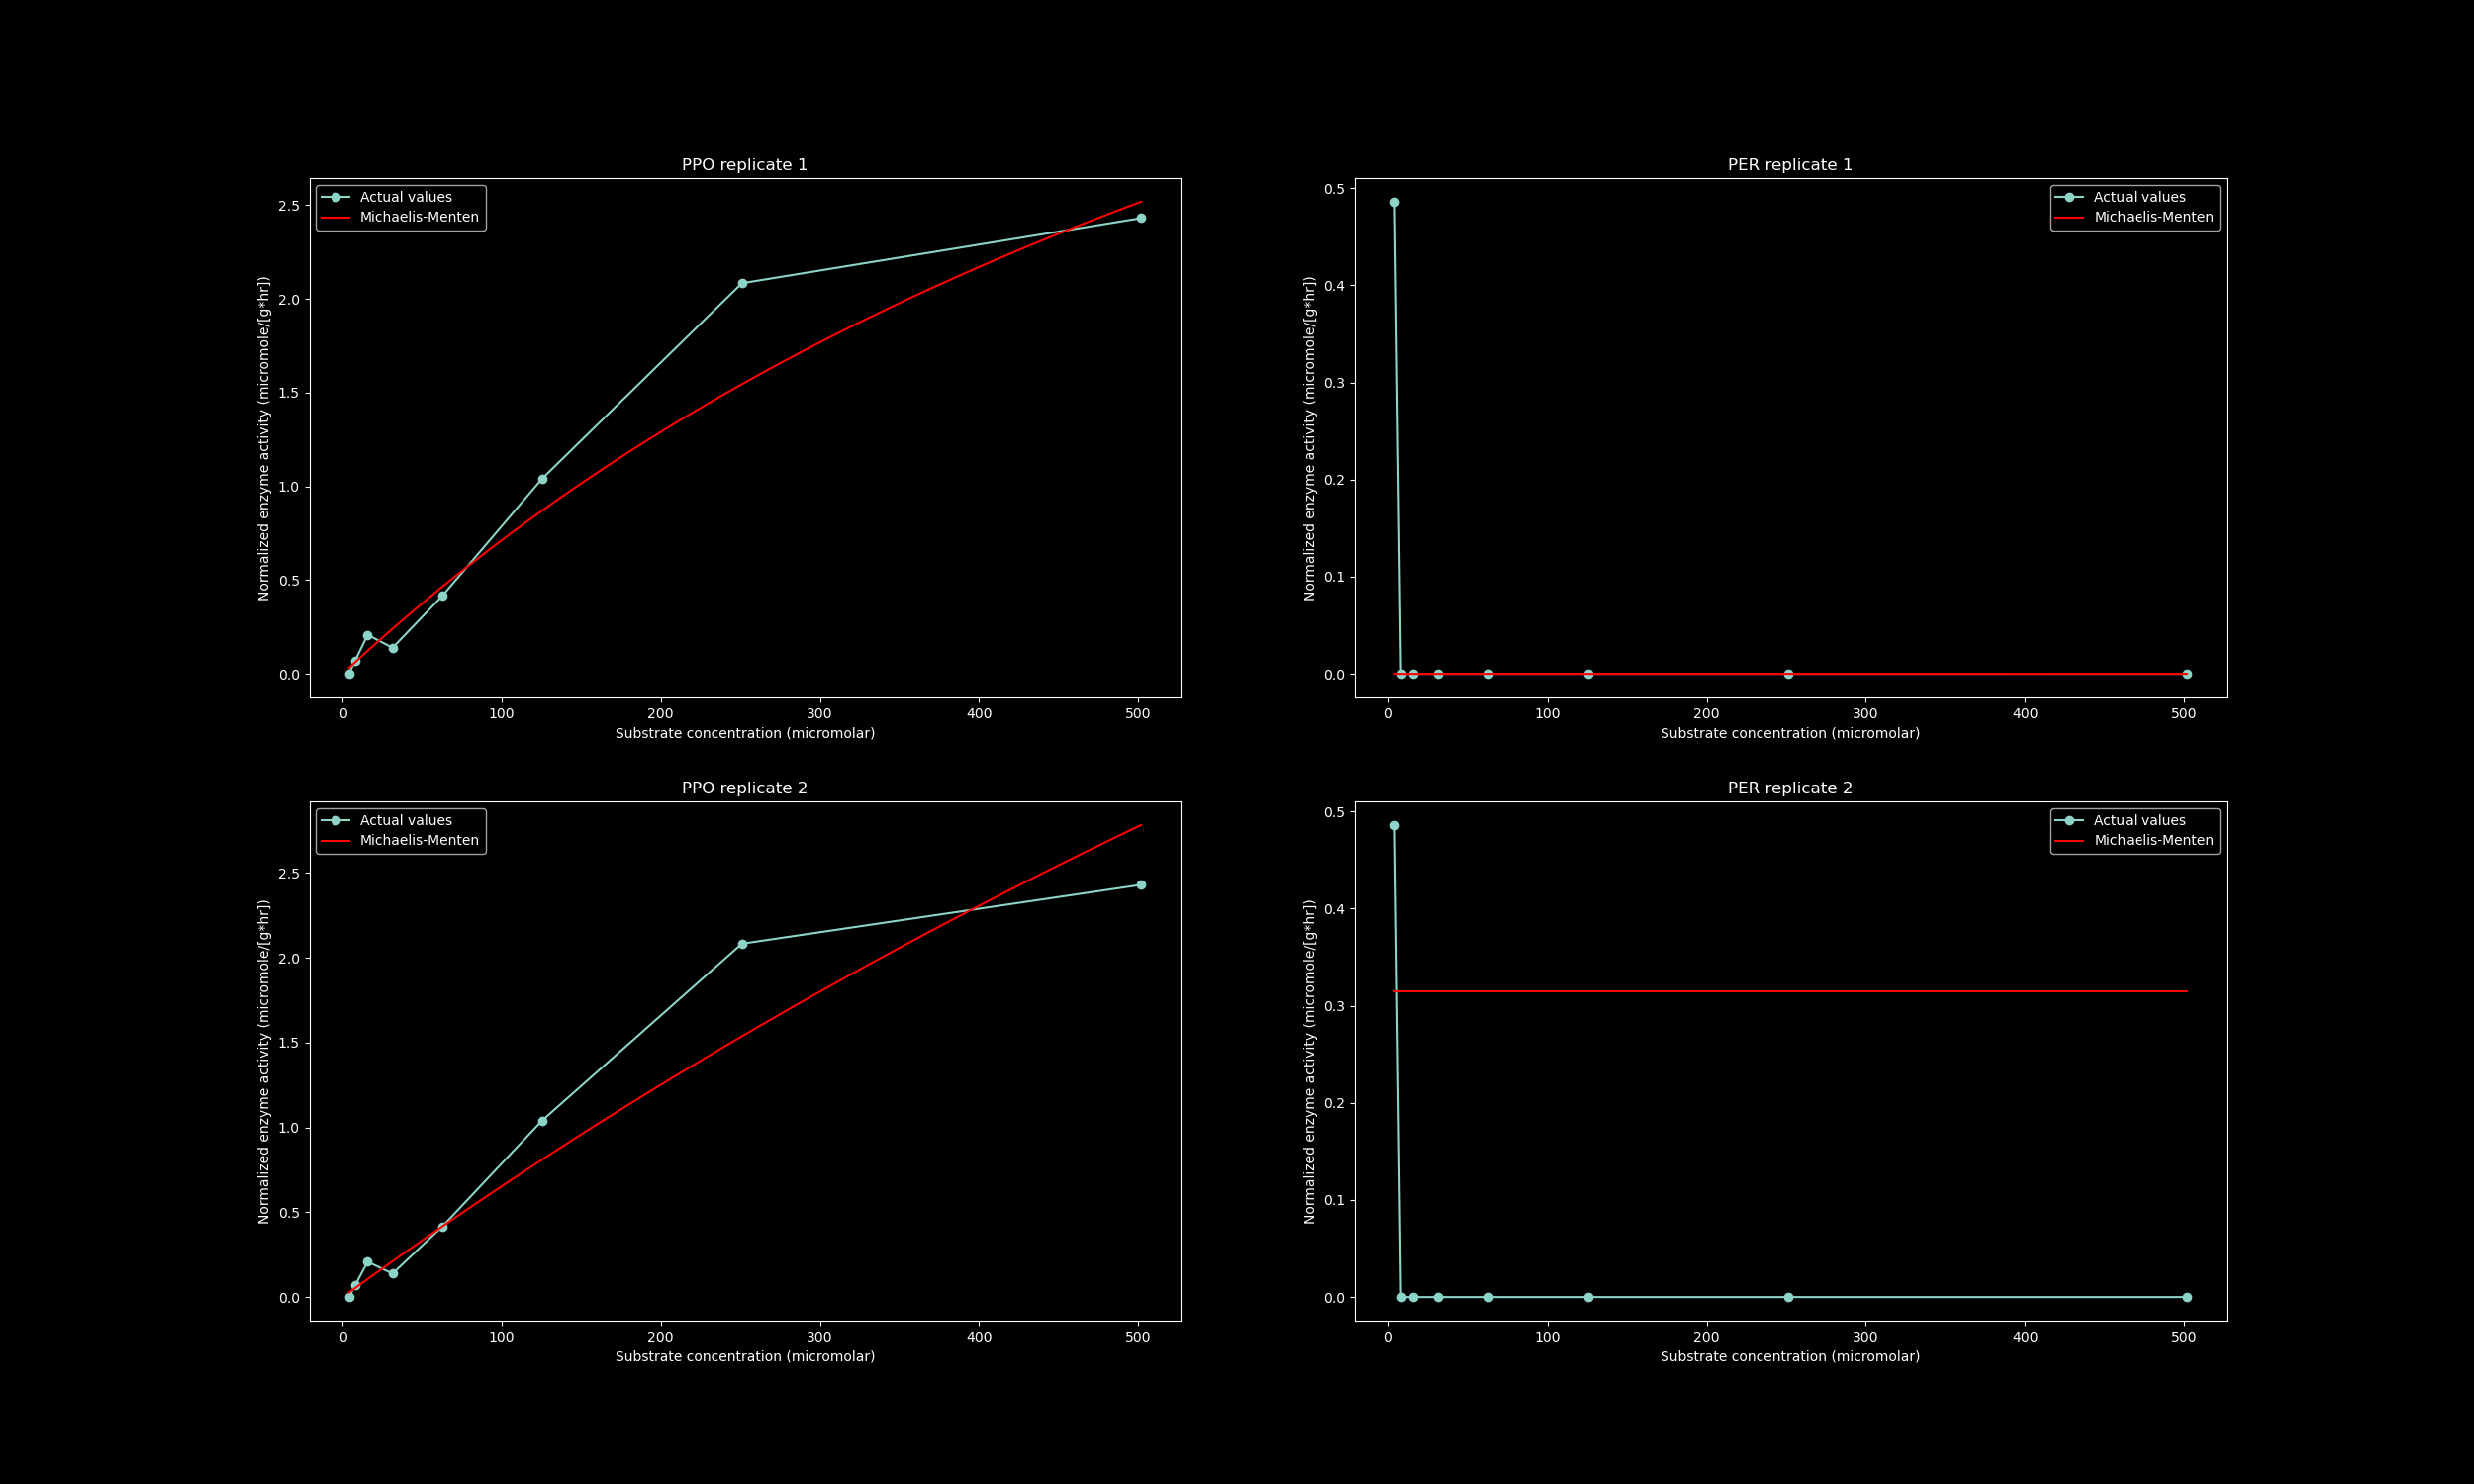 PPO replicate 1
Actual values
Michaelis-Menten
Normalized enzyme activity (micromole/[g*hr])
2.5
2.0
1.5
1.0
0.5
0.0
0 100 200 300 400 500
Substrate concentration (micromolar)
PER replicate 1
Actual values
Michaelis-Menten
Normalized enzyme activity (micromole/[g*hr])
0.5
0.4
0.3
0.2
0.1
0.0
0 100 200 300 400 500
Substrate concentration (micromolar)
PPO replicate 2
Actual values
Michaelis-Menten
Normalized enzyme activity (micromole/[g*hr])
2.5
2.0
1.5
1.0
0.5
0.0
0 100 200 300 400 500
Substrate concentration (micromolar)
PER replicate 2
Actual values
Michaelis-Menten
Normalized enzyme activity (micromole/[g*hr])
0.5
0.4
0.3
0.2
0.1
0.0
0 100 200 300 400 500
Substrate concentration (micromolar)